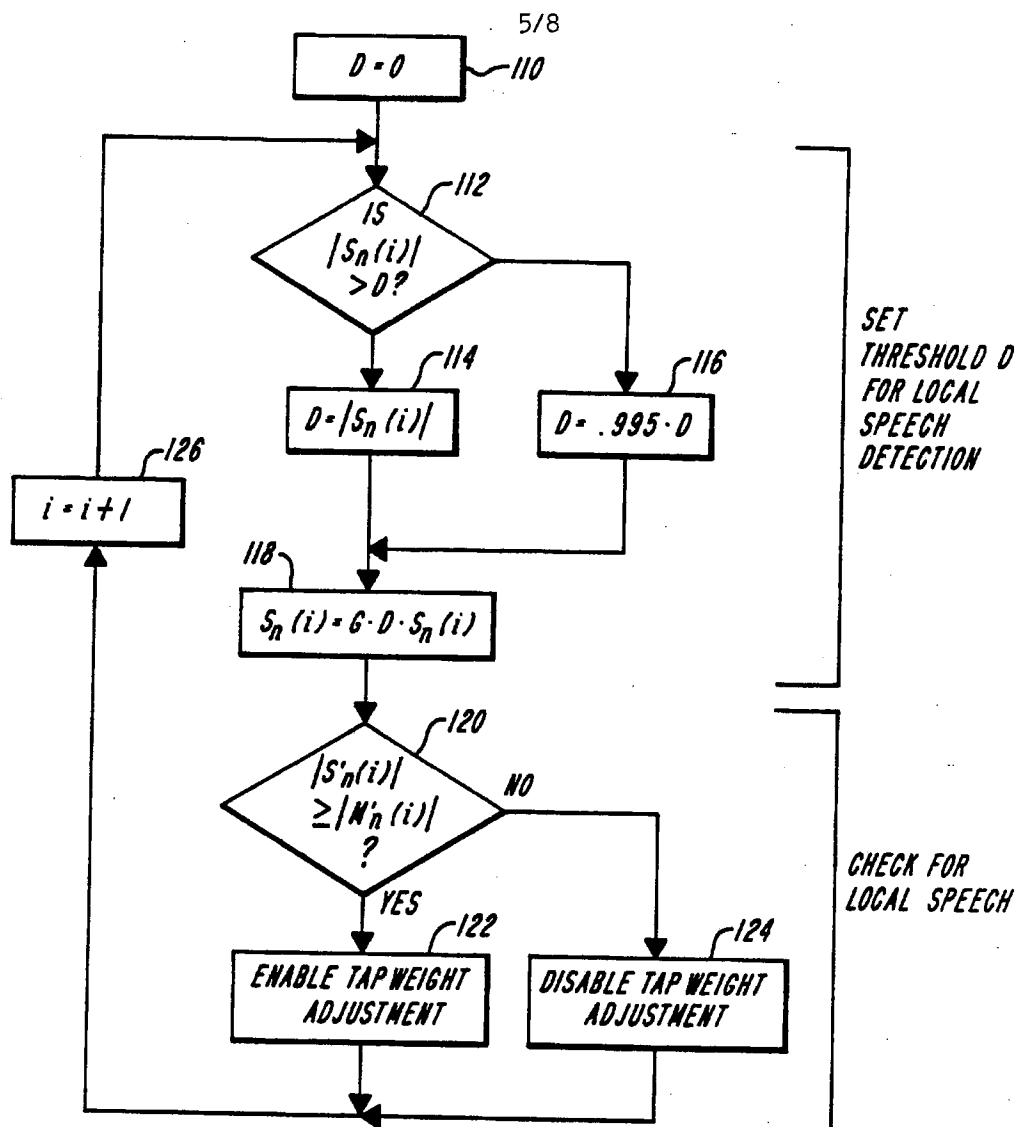 5/8
D = 0
110
112
IS
|Sn(i)|
> D?
114
D = |Sn(i)|
116
D = .995 · D
SET
THRESHOLD D
FOR LOCAL
SPEECH
DETECTION
126
i = i + 1
118
Sn(i) = G · D · Sn(i)
120
|S'n(i)|
≥ |M'n(i)|
?
NO
YES
122
ENABLE TAP WEIGHT
ADJUSTMENT
124
DISABLE TAP WEIGHT
ADJUSTMENT
CHECK FOR
LOCAL SPEECH